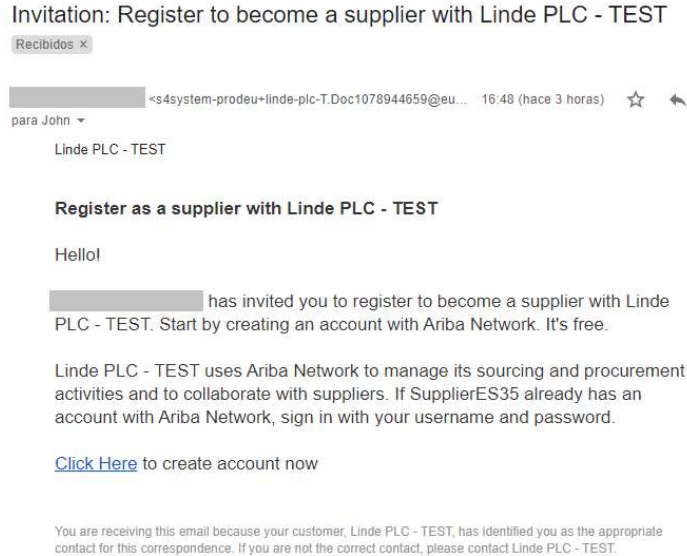 Invitation: Register to become a supplier with Linde PLC - TEST
Recibidos ×
<s4system-prodeu+linde-plc-T.Doc1078944659@eu... 16:48 (hace 3 horas)
para John
Linde PLC - TEST
Register as a supplier with Linde PLC - TEST
Hello!
has invited you to register to become a supplier with Linde
PLC - TEST. Start by creating an account with Ariba Network. It's free.
Linde PLC - TEST uses Ariba Network to manage its sourcing and procurement
activities and to collaborate with suppliers. If SupplierES35 already has an
account with Ariba Network, sign in with your username and password.
Click Here to create account now
You are receiving this email because your customer, Linde PLC - TEST, has identified you as the appropriate
contact for this correspondence. If you are not the correct contact, please contact Linde PLC - TEST.